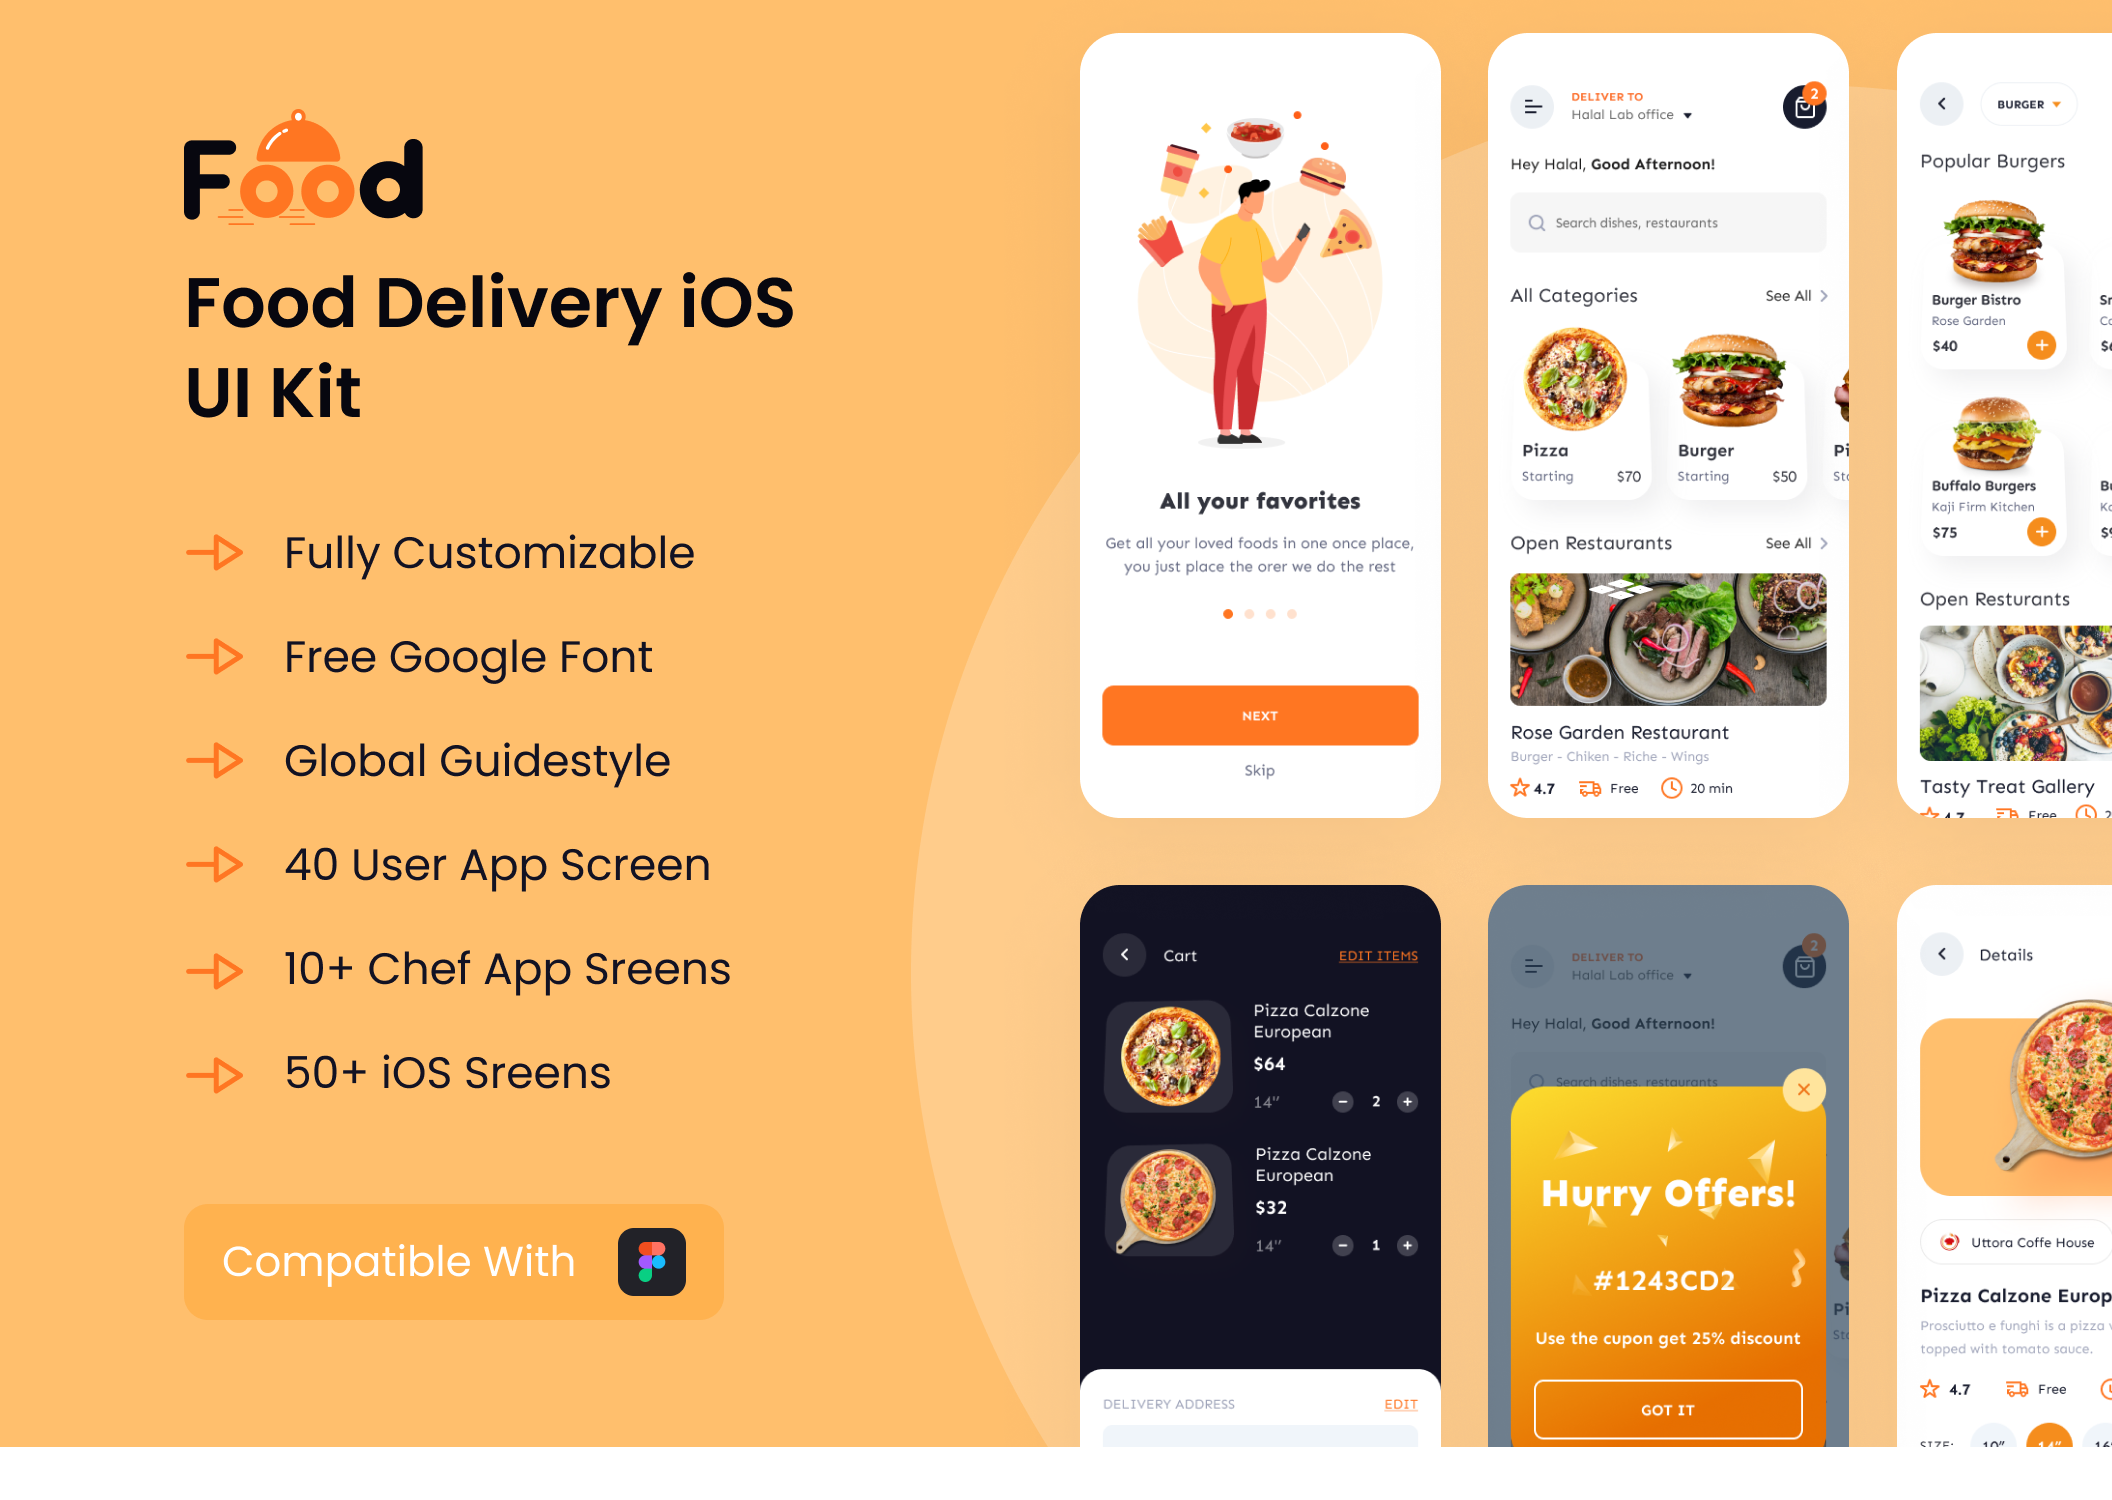 Food
Food Delivery iOS
UI Kit
Fully Customizable
Free Google Font
Global Guidestyle
40 User App Screen
10+ Chef App Sreens
50+ iOS Sreens
Compatible With
All your favorites
Get all your loved foods in one once place,
you just place the orer we do the rest
NEXT
Skip
DELIVER TO
2
Halal Lab office
Hey Halal, Good Afternoon!
Search dishes, restaurants
All Categories
See All
Pizza
Burger
Starting $70
Starting $50
Open Restaurants
See All
Rose Garden Restaurant
Burger - Chiken - Riche - Wings
4.7 Free 20 min
BURGER
Popular Burgers
Burger Bistro
Rose Garden
$40
Buffalo Burgers
Kaji Firm Kitchen
$75
Open Resturants
Tasty Treat Gallery
4.7 Free
Cart
EDIT ITEMS
Pizza Calzone
European
$64
14"
2
Pizza Calzone
European
$32
14"
1
DELIVERY ADDRESS
EDIT
DELIVER TO
2
Halal Lab office
Hey Halal, Good Afternoon!
Search dishes, restaurants
Hurry Offers!
#1243CD2
Use the cupon get 25% discount
GOT IT
Details
Uttora Coffe House
Pizza Calzone Europ
Prosciutto e funghi is a pizza
topped with tomato sauce.
4.7 Free
SIZE: 10" 14" 16